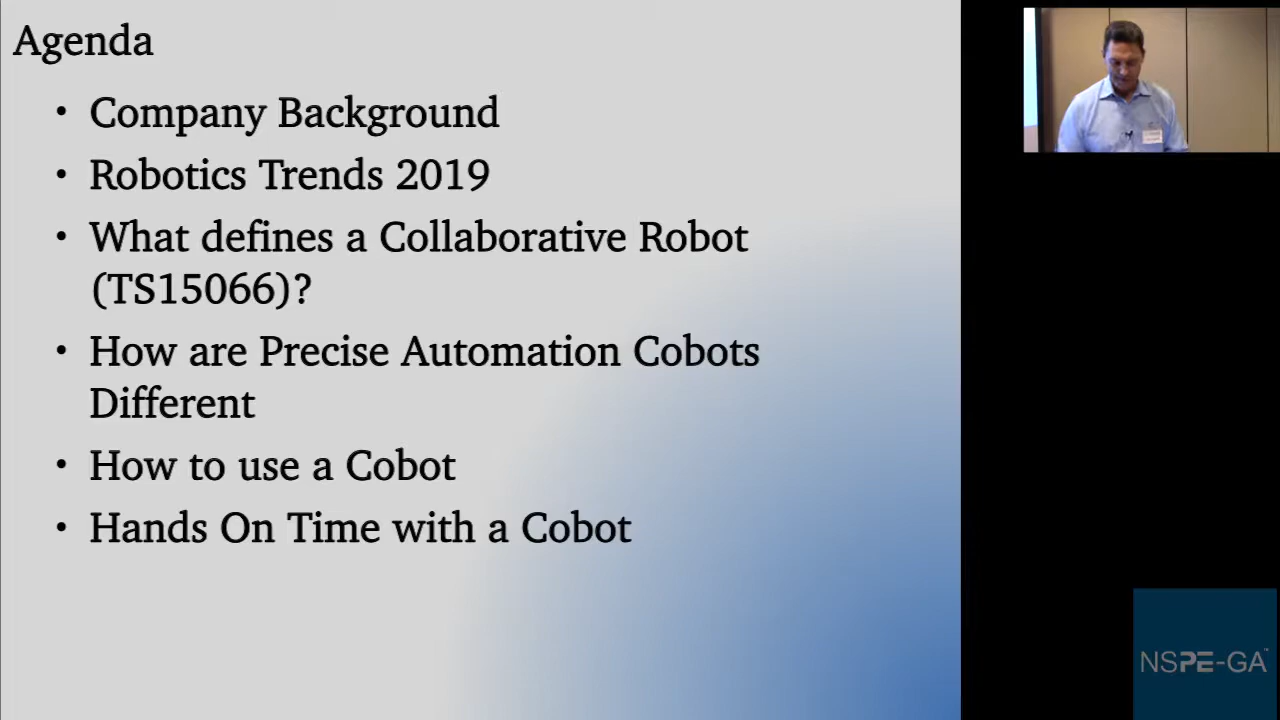 Agenda
• Company Background
• Robotics Trends 2019
• What defines a Collaborative Robot
(TS15066)?
• How are Precise Automation Cobots
Different
• How to use a Cobot
• Hands On Time with a Cobot
NSPE-GA™